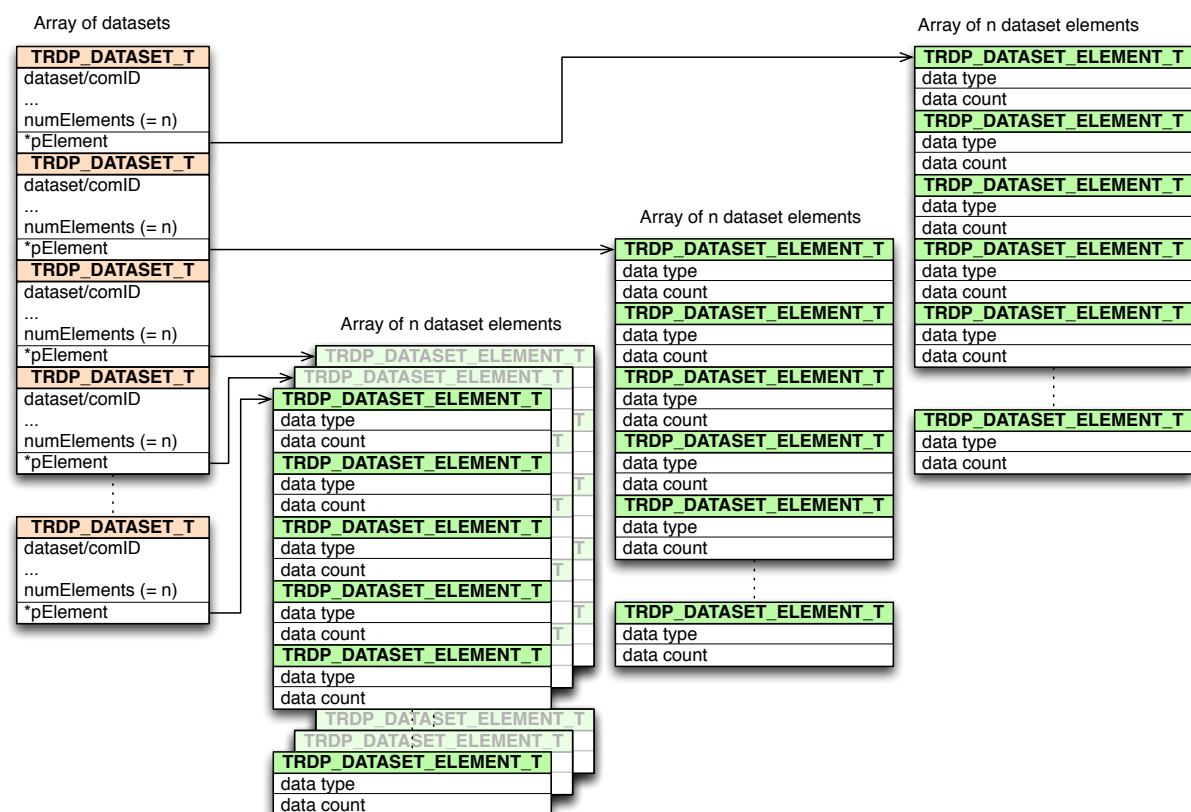 Array of datasets
TRDP_DATASET_T
dataset/comID
...
numElements (= n)
*pElement
TRDP_DATASET_T
dataset/comID
...
numElements (= n)
*pElement
TRDP_DATASET_T
dataset/comID
...
numElements (= n)
*pElement
TRDP_DATASET_T
dataset/comID
...
numElements (= n)
*pElement
TRDP_DATASET_T
dataset/comID
...
numElements (= n)
*pElement
Array of n dataset elements
TRDP_DATASET_ELEMENT_T
TRDP_DATASET_ELEMENT_T
TRDP_DATASET_ELEMENT_T
data type
T
data count
T
TRDP_DATASET_ELEMENT_T
data type
T
data count
T
TRDP_DATASET_ELEMENT_T
data type
T
data count
T
TRDP_DATASET_ELEMENT_T
data type
T
data count
T
TRDP_DATASET_ELEMENT_T
data type
data count
TRDP_DATASET_ELEMENT_T
TRDP_DATASET_ELEMENT_T
TRDP_DATASET_ELEMENT_T
data type
data count
Array of n dataset elements
TRDP_DATASET_ELEMENT_T
data type
data count
TRDP_DATASET_ELEMENT_T
data type
data count
TRDP_DATASET_ELEMENT_T
data type
data count
TRDP_DATASET_ELEMENT_T
data type
data count
TRDP_DATASET_ELEMENT_T
data type
data count
TRDP_DATASET_ELEMENT_T
data type
data count
Array of n dataset elements
TRDP_DATASET_ELEMENT_T
data type
data count
TRDP_DATASET_ELEMENT_T
data type
data count
TRDP_DATASET_ELEMENT_T
data type
data count
TRDP_DATASET_ELEMENT_T
data type
data count
TRDP_DATASET_ELEMENT_T
data type
data count
TRDP_DATASET_ELEMENT_T
data type
data count